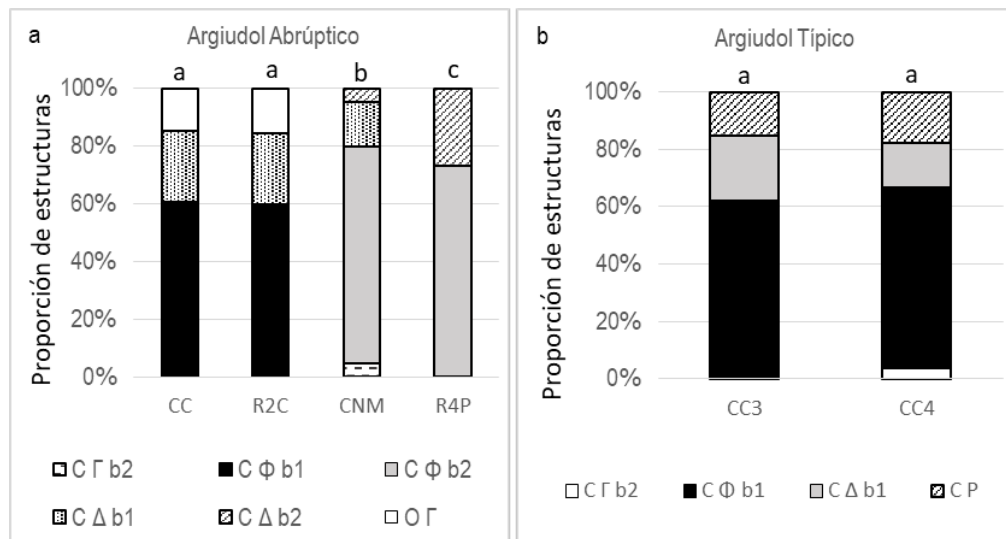 a
Argiudol Abrúptico
Proporción de estructuras
a a b c
100%
80%
60%
40%
20%
0%
CC R2C CNM R4P
C Γ b2 C Φ b1 C Φ b2
C Δ b1 C Δ b2 O Γ
b
Argiudol Típico
Proporción de estructuras
a a
100%
80%
60%
40%
20%
0%
CC3 CC4
C Γ b2 C Φ b1 C Δ b1 C P